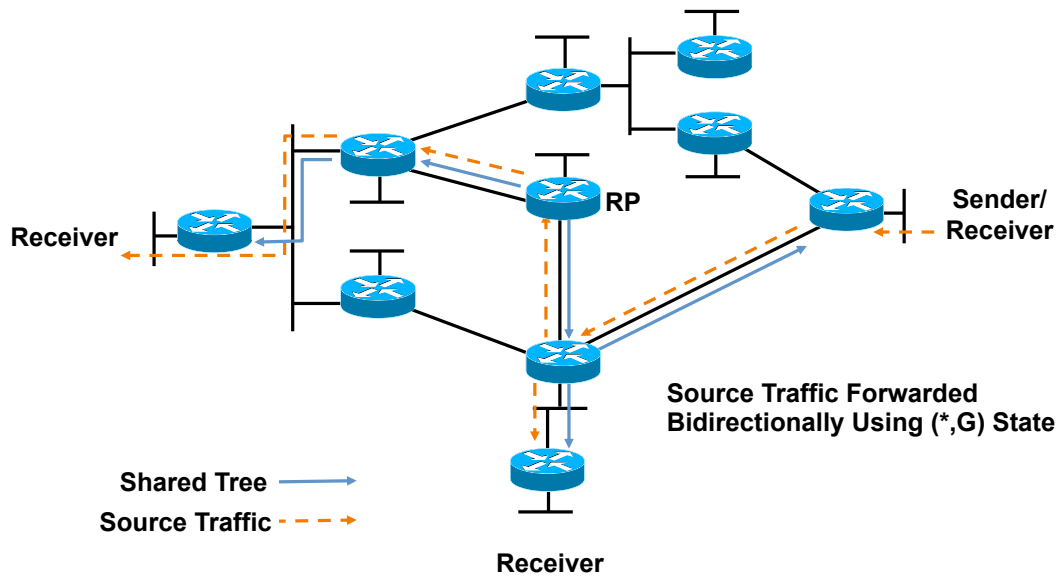 RP
Sender/
Receiver
Receiver
Source Traffic Forwarded
Bidirectionally Using (*,G) State
Shared Tree
Source Traffic
Receiver